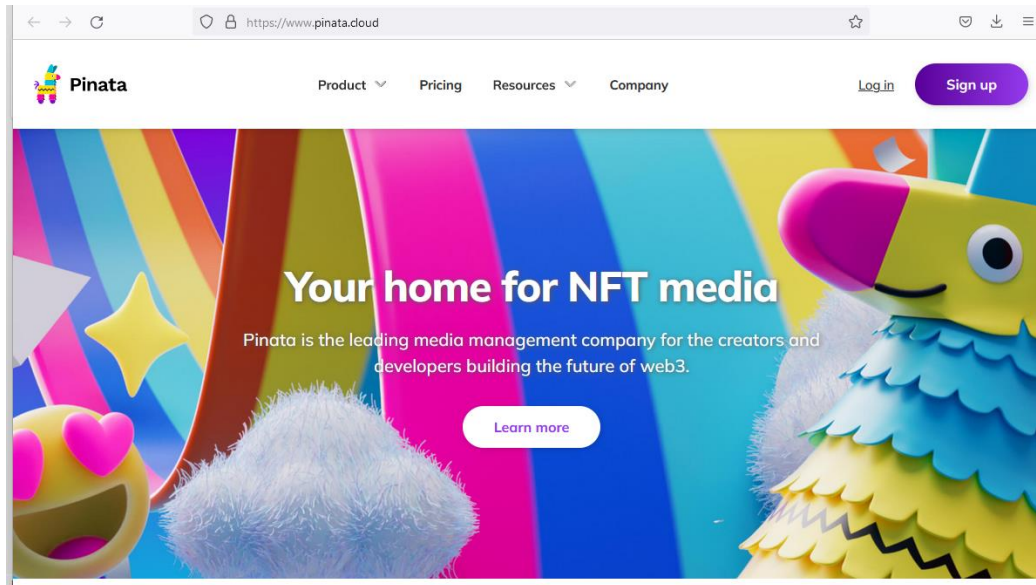 https://www.pinata.cloud
Pinata
Product Pricing Resources Company Log in Sign up
Your home for NFT media
Pinata is the leading media management company for the creators and
developers building the future of web3.
Learn more